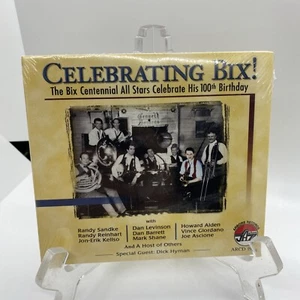 CELEBRATING BIX!
The Bix Centennial All Stars Celebrate His 100th Birthday
with
Randy Sandke
Randy Reinhart
Jon-Erik Kellso
Dan Levinson
Dan Barrett
Mark Shane
Howard Alden
Vince Giordano
Joe Ascione
And A Host of Others
Special Guest: Dick Hyman
ARCD